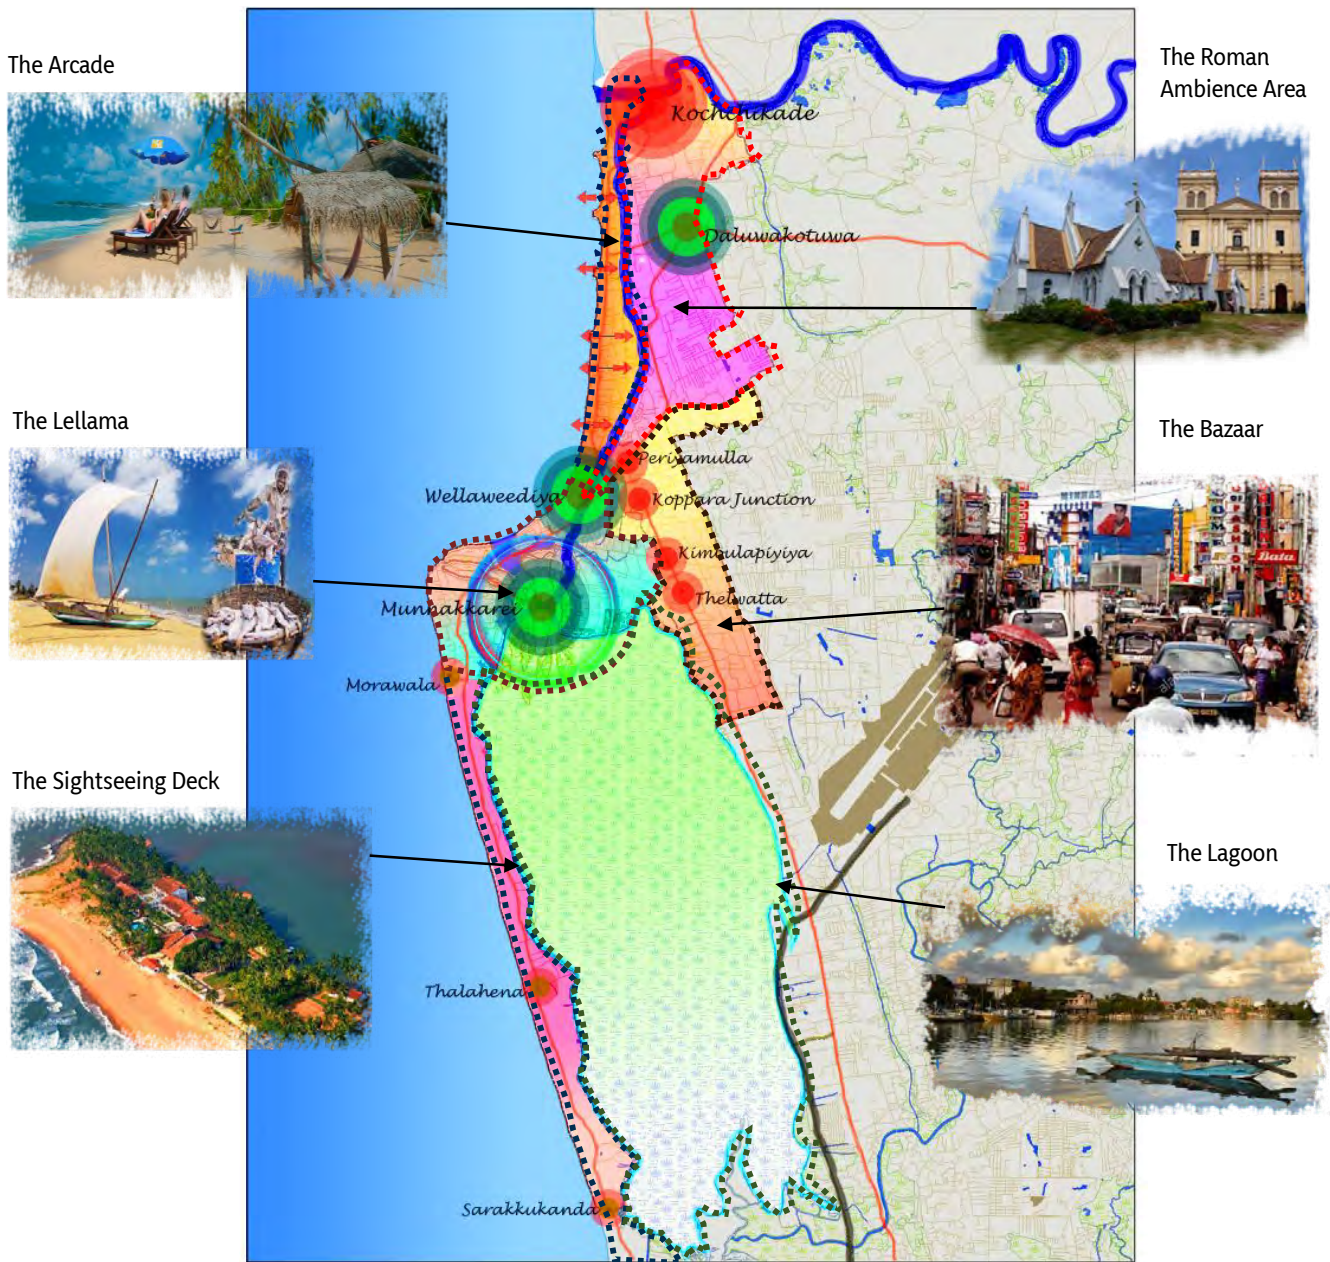 The Arcade
The Roman
Ambience Area
Kochchikade
Daluwakotuwa
The Lellama
The Bazaar
Periyamulla
Wellaweediya
Koppara Junction
Kimbulapiyiya
Munnakkarei
Thelwatta
Bata
Morawala
The Sightseeing Deck
The Lagoon
Thalahena
Sarakkukanda